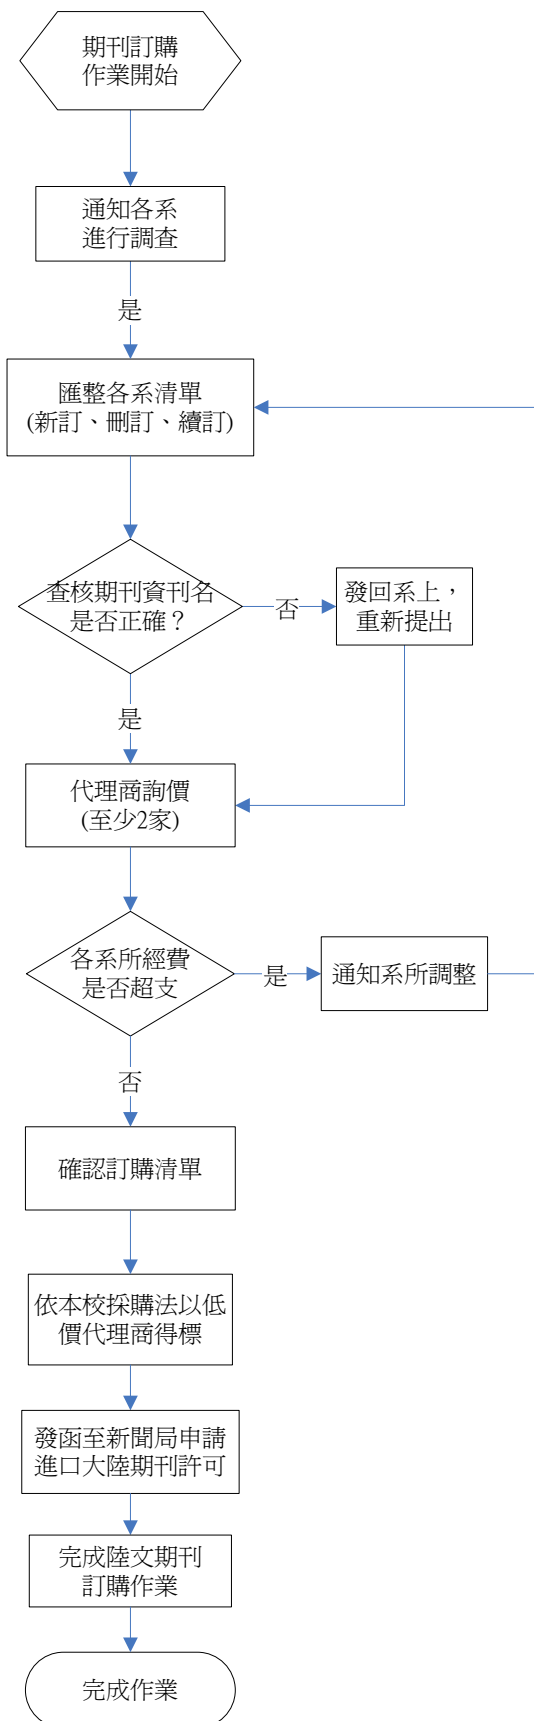 期刊訂購
作業開始
通知各系
進行調查
是
匯整各系清單
(新訂、刪訂、續訂)
查核期刊資刊名
是否正確？
否
發回系上，
重新提出
是
代理商詢價
(至少2家)
各系所經費
是否超支
是
通知系所調整
否
確認訂購清單
依本校採購法以低
價代理商得標
發函至新聞局申請
進口大陸期刊許可
完成陸文期刊
訂購作業
完成作業